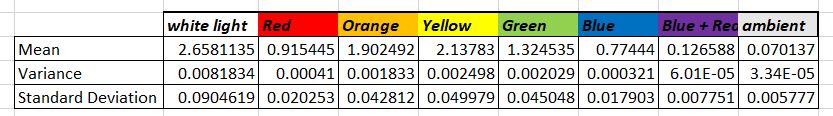 white light Red Orange Yellow Green Blue Blue + Red ambient
Mean 2.6581135 0.915445 1.902492 2.13783 1.324535 0.77444 0.126588 0.070137
Variance 0.0081834 0.00041 0.001833 0.002498 0.002029 0.000321 6.01E-05 3.34E-05
Standard Deviation 0.0904619 0.020253 0.042812 0.049979 0.045048 0.017903 0.007751 0.005777